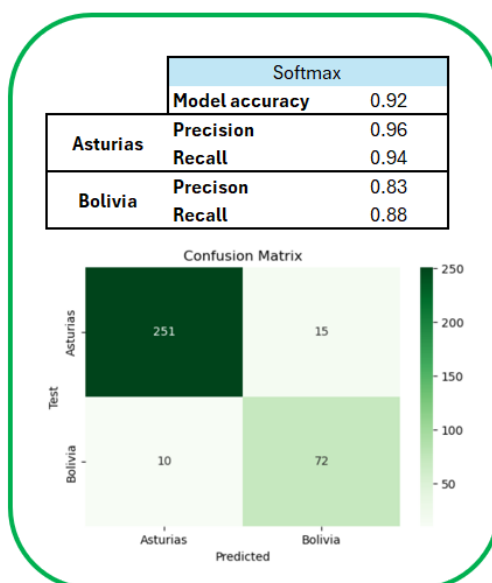 Softmax
Model accuracy 0.92
Asturias
Precision 0.96
Recall 0.94
Bolivia
Precison 0.83
Recall 0.88
Confusion Matrix
Test
Asturias
251 15
Bolivia
10 72
Asturias Bolivia
Predicted
250
200
150
100
50